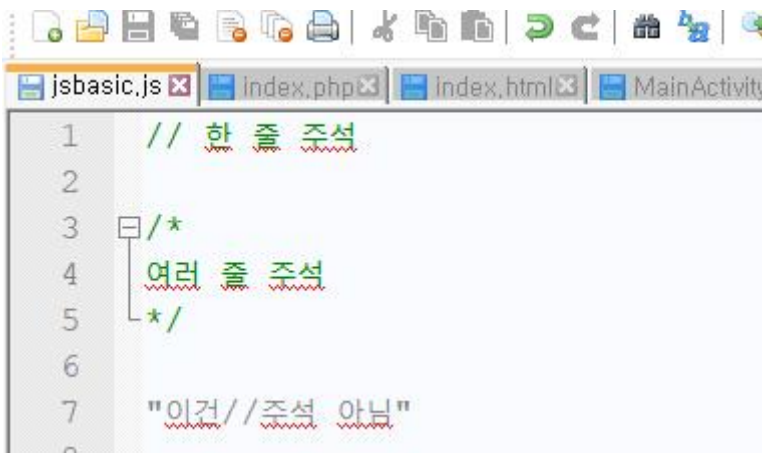 jsbasic.js index.php index.html MainActivity
1 // 한 줄 주석
2
3 /*
4 여러 줄 주석
5 */
6
7 "이건//주석 아님"